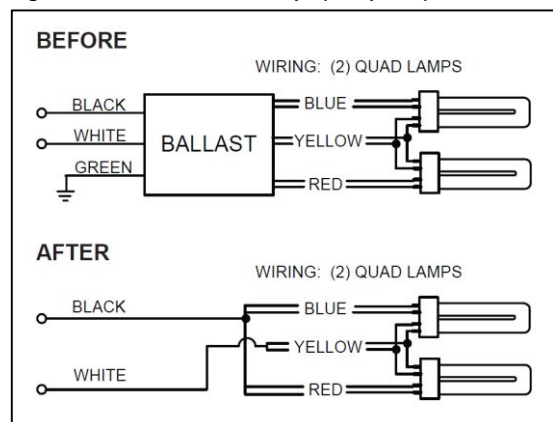 BEFORE
WIRING: (2) QUAD LAMPS
BLACK
BLUE
WHITE
BALLAST
YELLOW
GREEN
RED
AFTER
WIRING: (2) QUAD LAMPS
BLACK
BLUE
YELLOW
WHITE
RED